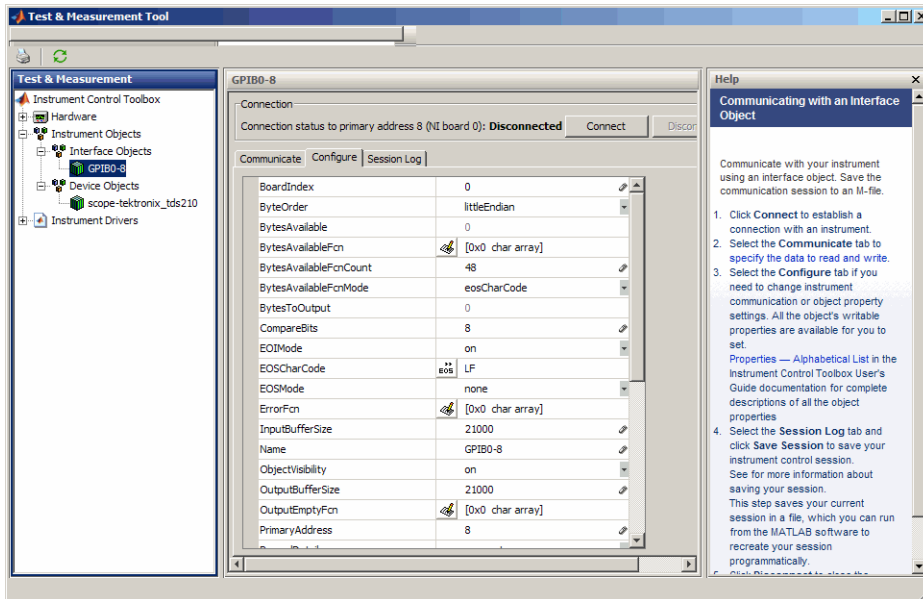 Test & Measurement Tool
Test & Measurement
Instrument Control Toolbox
Hardware
Instrument Objects
Interface Objects
GPIB0-8
Device Objects
scope-tektronix_tds210
Instrument Drivers
GPIB0-8
Connection
Connection status to primary address 8 (NI board 0): Disconnected Connect Discor
Communicate Configure Session Log
BoardIndex 0
ByteOrder littleEndian
BytesAvailable 0
BytesAvailableFcn [0x0 char array]
BytesAvailableFcnCount 48
BytesAvailableFcnMode eosCharCode
BytesToOutput 0
CompareBits 8
EOIMode on
EOSCharCode EOS LF
EOSMode none
ErrorFcn [0x0 char array]
InputBufferSize 21000
Name GPIB0-8
ObjectVisibility on
OutputBufferSize 21000
OutputEmptyFcn [0x0 char array]
PrimaryAddress 8
Help
Communicating with an Interface
Object
Communicate with your instrument
using an interface object. Save the
communication session to an M-file.
1. Click Connect to establish a
connection with an instrument.
2. Select the Communicate tab to
specify the data to read and write.
3. Select the Configure tab if you
need to change instrument
communication or object property
settings. All the object's writable
properties are available for you to
set.
Properties — Alphabetical List in the
Instrument Control Toolbox User's
Guide documentation for complete
descriptions of all the object
properties
4. Select the Session Log tab and
click Save Session to save your
instrument control session.
See for more information about
saving your session.
This step saves your current
session in a file, which you can run
from the MATLAB software to
recreate your session
programmatically.